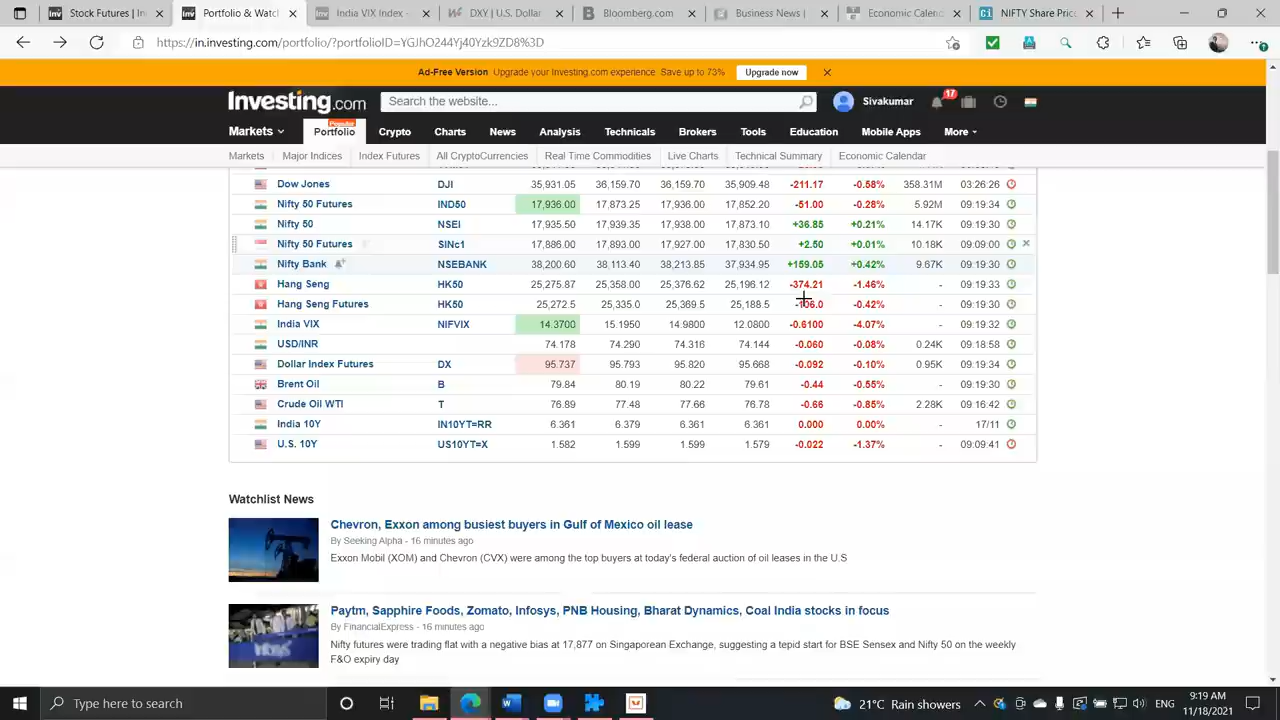 Stock Futures | Inv
Portfolio & Watc
India VIX Index -
DXY | U.S. Dollar
Bloomberg.com
Business News |
Economic Calend
NIFTY Share Pric
https://in.investing.com/portfolio/?portfolioID=YGJhO244Yj40Yzk9ZD8%3D
Ad-Free Version Upgrade your Investing.com experience. Save up to 73% Upgrade now
Investing.com Search the website... Sivakumar 17
Popular
Markets Portfolio Crypto Charts News Analysis Technicals Brokers Tools Education Mobile Apps More
Markets Major Indices Index Futures All CryptoCurrencies Real Time Commodities Live Charts Technical Summary Economic Calendar
Dow Jones DJI 35,931.05 36,159.70 36,159.70 35,909.48 -211.17 -0.58% 358.31M 03:26:26
Nifty 50 Futures IND50 17,936.00 17,873.25 17,936.00 17,852.20 -51.00 -0.28% 5.92M 09:19:34
Nifty 50 NSEI 17,935.50 17,939.35 17,938.00 17,873.10 +36.85 +0.21% 14.17K 09:19:30
Nifty 50 Futures SINc1 17,886.00 17,893.00 17,927.00 17,830.50 +2.50 +0.01% 10.18K 09:09:00
Nifty Bank NSEBANK 38,200.60 38,113.40 38,213.85 37,934.95 +159.05 +0.42% 9.67K 09:19:30
Hang Seng HK50 25,275.87 25,358.00 25,376.62 25,196.12 -374.21 -1.46% - 09:19:33
Hang Seng Futures HK50 25,272.5 25,335.0 25,369.5 25,188.5 -106.0 -0.42% - 09:19:30
India VIX NIFVIX 14.3700 15.1950 14.9800 12.0800 -0.6100 -4.07% - 09:19:32
USD/INR 74.178 74.290 74.316 74.144 -0.060 -0.08% 0.24K 09:18:58
Dollar Index Futures DX 95.737 95.793 95.820 95.668 -0.092 -0.10% 0.95K 09:19:34
Brent Oil B 79.84 80.19 80.22 79.61 -0.44 -0.55% - 09:19:30
Crude Oil WTI T 76.89 77.48 77.66 76.78 -0.66 -0.85% 2.28K 09:16:42
India 10Y IN10YT=RR 6.361 6.379 6.361 6.361 0.000 0.00% - 17/11
U.S. 10Y US10YT=X 1.582 1.599 1.599 1.579 -0.022 -1.37% - 09:09:41
Watchlist News
Chevron, Exxon among busiest buyers in Gulf of Mexico oil lease
By Seeking Alpha - 16 minutes ago
Exxon Mobil (XOM) and Chevron (CVX) were among the top buyers at today's federal auction of oil leases in the U.S
Paytm, Sapphire Foods, Zomato, Infosys, PNB Housing, Bharat Dynamics, Coal India stocks in focus
By FinancialExpress - 16 minutes ago
Nifty futures were trading flat with a negative bias at 17,877 on Singaporean Exchange, suggesting a tepid start for BSE Sensex and Nifty 50 on the weekly
F&O expiry day
Type here to search
21°C Rain showers
ENG
9:19 AM
11/18/2021